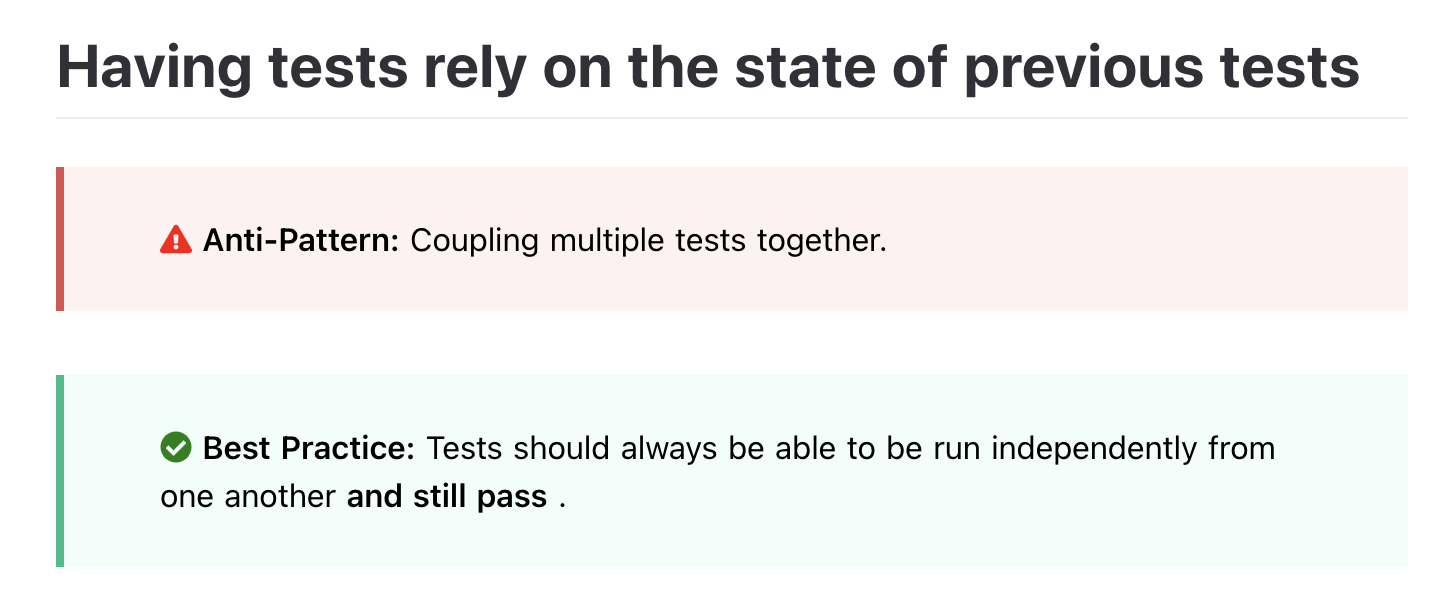 Having tests rely on the state of previous tests
Anti-Pattern: Coupling multiple tests together.
Best Practice: Tests should always be able to be run independently from
one another and still pass .